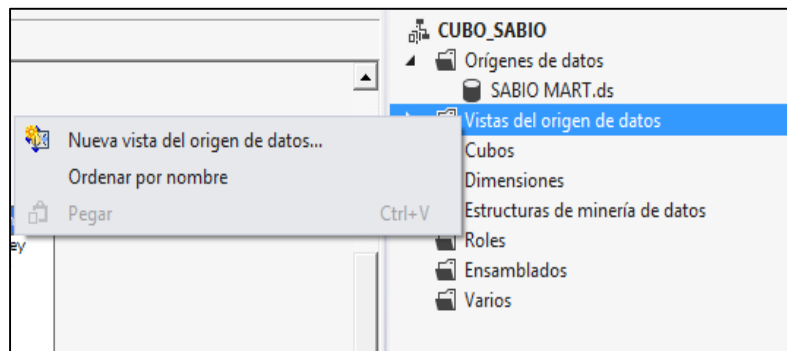 CUBO_SABIO
Orígenes de datos
SABIO MART.ds
Vistas del origen de datos
Cubos
Dimensiones
Estructuras de minería de datos
Roles
Ensamblados
Varios
Nueva vista del origen de datos...
Ordenar por nombre
Pegar Ctrl+V
ey